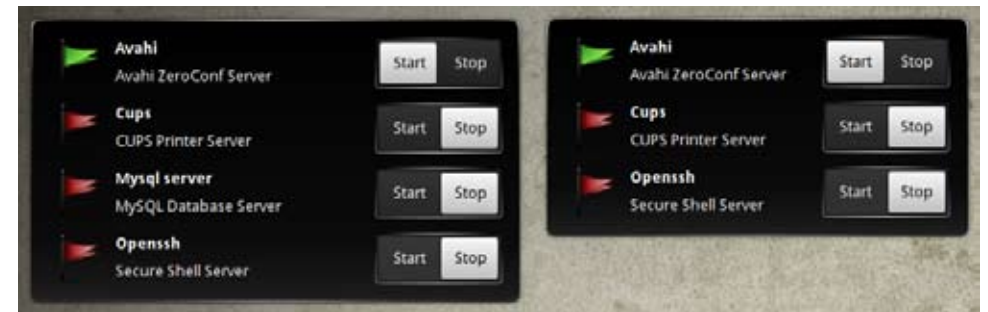 Avahi
Avahi ZeroConf Server
Start Stop
Cups
CUPS Printer Server
Start Stop
Mysql server
MySQL Database Server
Start Stop
Openssh
Secure Shell Server
Start Stop
Avahi
Avahi ZeroConf Server
Start Stop
Cups
CUPS Printer Server
Start Stop
Openssh
Secure Shell Server
Start Stop